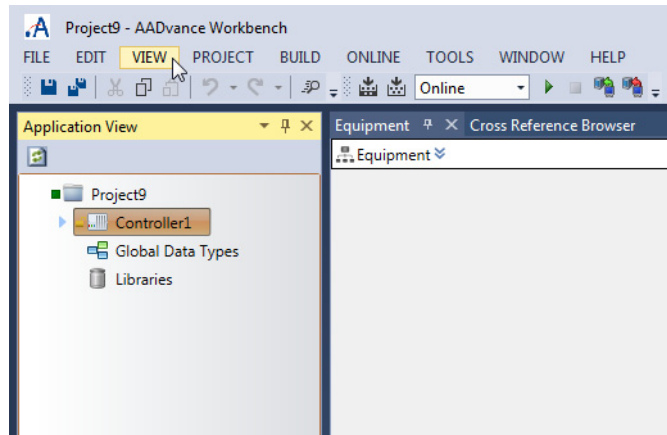 Project9 - AADvance Workbench
FILE EDIT VIEW PROJECT BUILD ONLINE TOOLS WINDOW HELP
Online
Application View
Equipment Cross Reference Browser
Equipment
Project9
Controller1
Global Data Types
Libraries